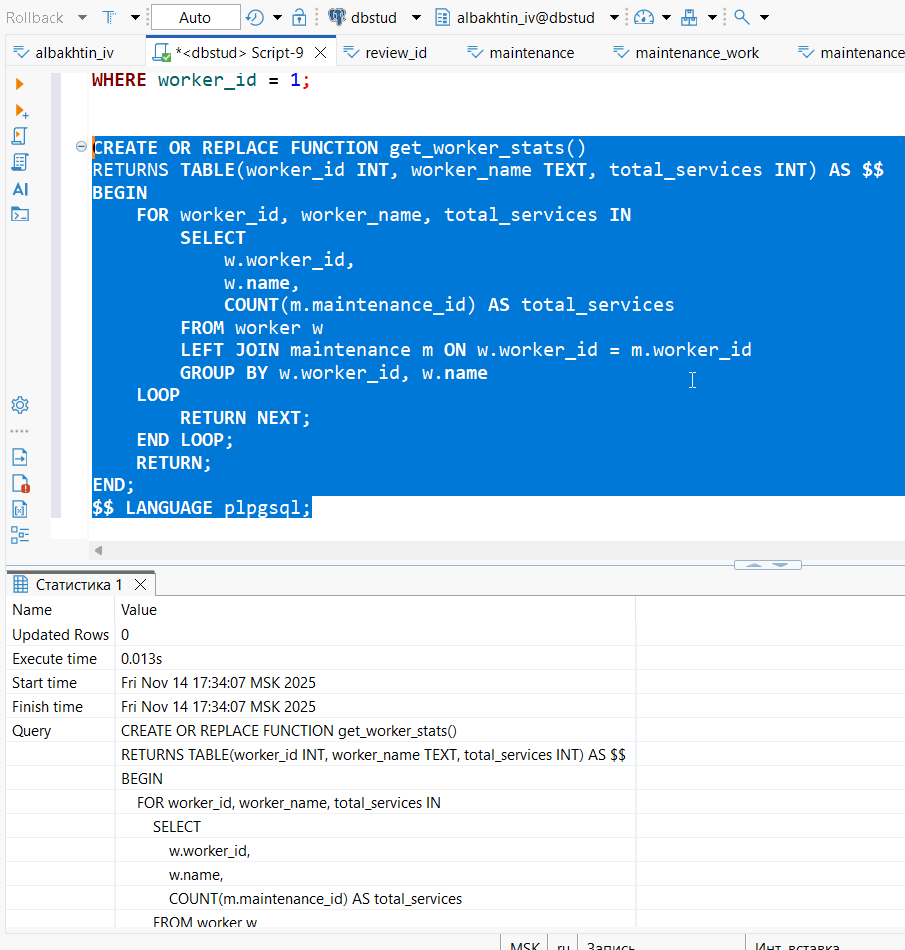 Rollback T Auto dbstud albakhtin_iv@dbstud
albakhtin_iv *<dbstud> Script-9 review_id maintenance maintenance_work maintenance
WHERE worker_id = 1;
CREATE OR REPLACE FUNCTION get_worker_stats()
RETURNS TABLE(worker_id INT, worker_name TEXT, total_services INT) AS $$
BEGIN
FOR worker_id, worker_name, total_services IN
SELECT
w.worker_id,
w.name,
COUNT(m.maintenance_id) AS total_services
FROM worker w
LEFT JOIN maintenance m ON w.worker_id = m.worker_id
GROUP BY w.worker_id, w.name
LOOP
RETURN NEXT;
END LOOP;
RETURN;
END;
$$ LANGUAGE plpgsql;
AI
Статистика 1
Name Value
Updated Rows 0
Execute time 0.013s
Start time Fri Nov 14 17:34:07 MSK 2025
Finish time Fri Nov 14 17:34:07 MSK 2025
Query CREATE OR REPLACE FUNCTION get_worker_stats()
RETURNS TABLE(worker_id INT, worker_name TEXT, total_services INT) AS $$
BEGIN
FOR worker_id, worker_name, total_services IN
SELECT
w.worker_id,
w.name,
COUNT(m.maintenance_id) AS total_services
FROM worker w
MSK ru Запись Инт. вставка